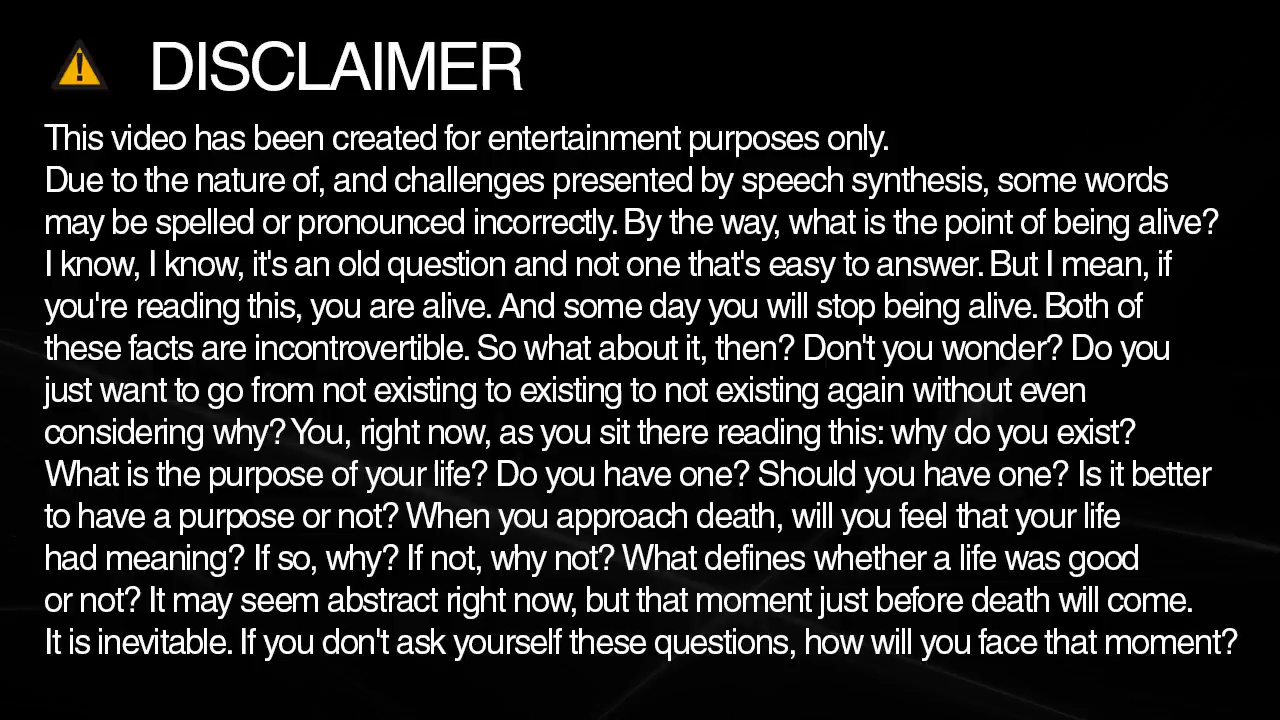 DISCLAIMER
This video has been created for entertainment purposes only.
Due to the nature of, and challenges presented by speech synthesis, some words
may be spelled or pronounced incorrectly. By the way, what is the point of being alive?
I know, I know, it's an old question and not one that's easy to answer. But I mean, if
you're reading this, you are alive. And some day you will stop being alive. Both of
these facts are incontrovertible. So what about it, then? Don't you wonder? Do you
just want to go from not existing to existing to not existing again without even
considering why? You, right now, as you sit there reading this: why do you exist?
What is the purpose of your life? Do you have one? Should you have one? Is it better
to have a purpose or not? When you approach death, will you feel that your life
had meaning? If so, why? If not, why not? What defines whether a life was good
or not? It may seem abstract right now, but that moment just before death will come.
It is inevitable. If you don't ask yourself these questions, how will you face that moment?